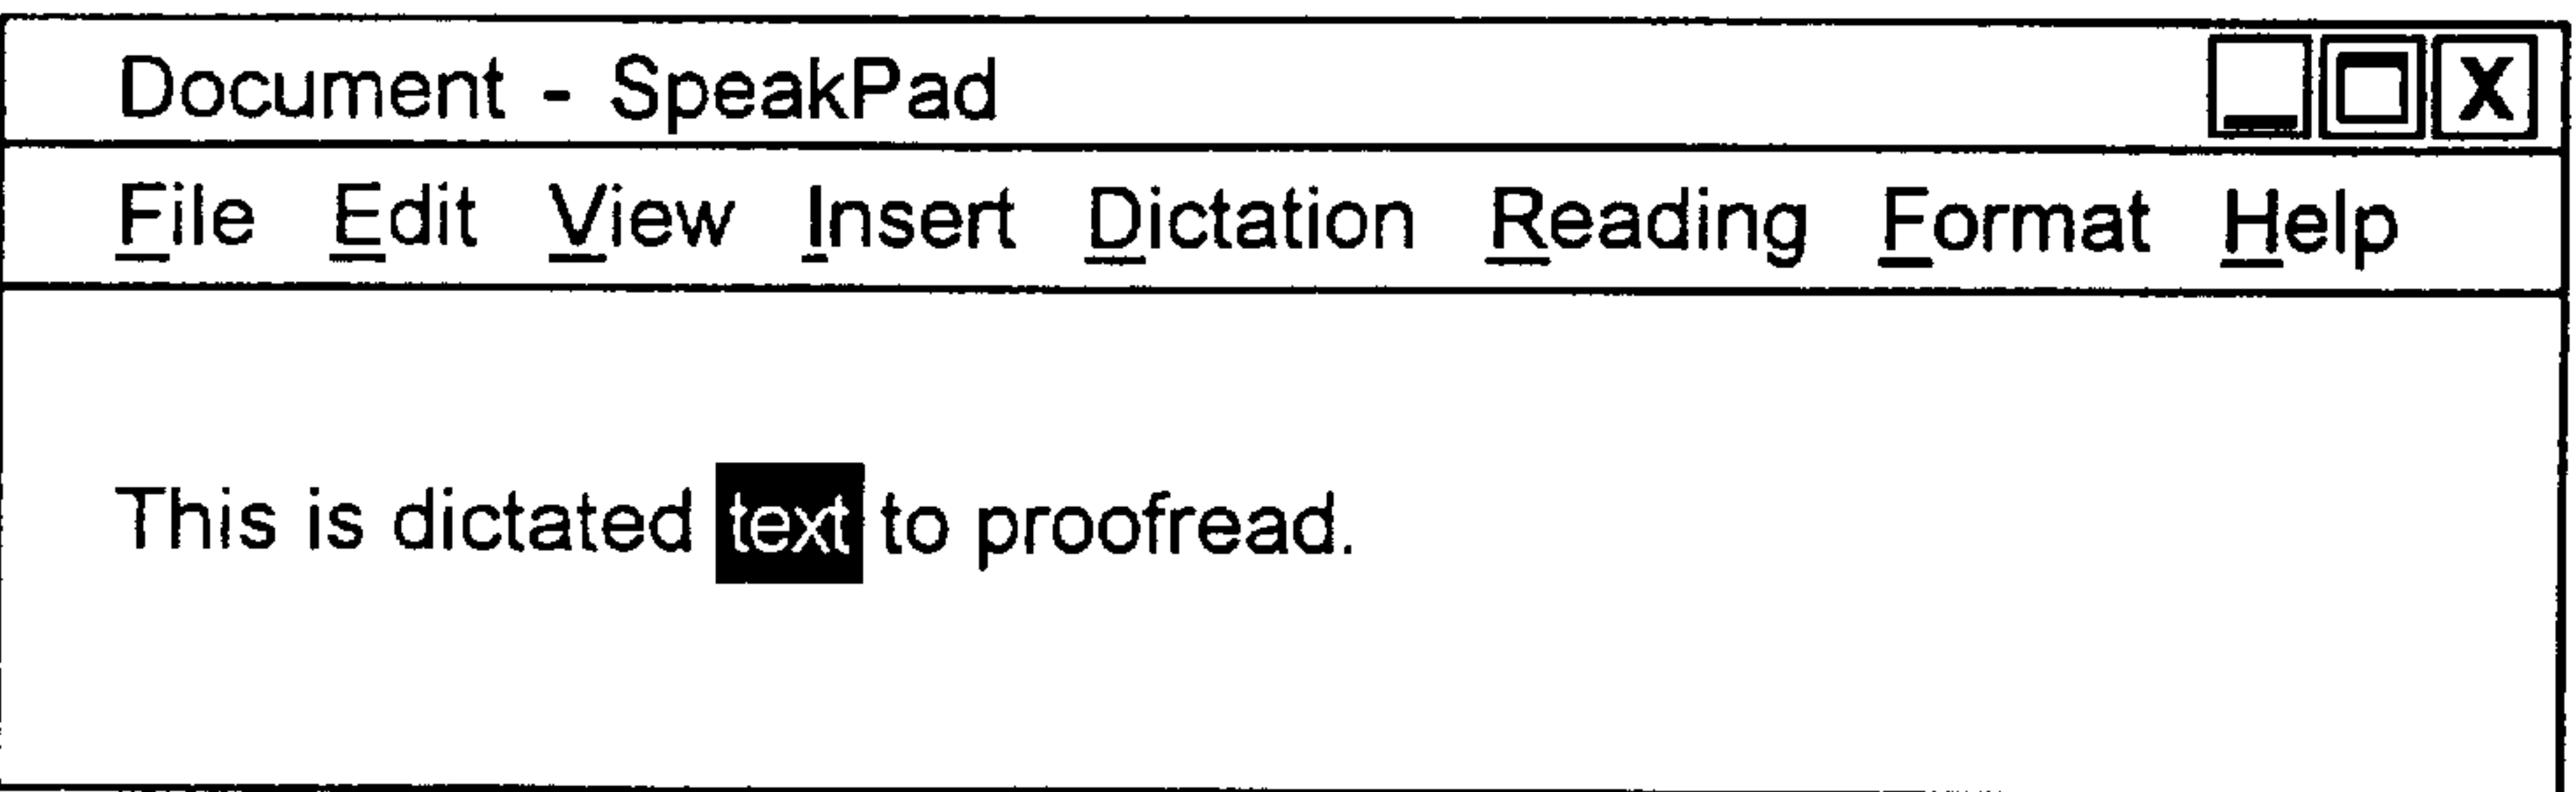 Document - SpeakPad
File Edit View Insert Dictation Reading Format Help
This is dictated text to proofread.